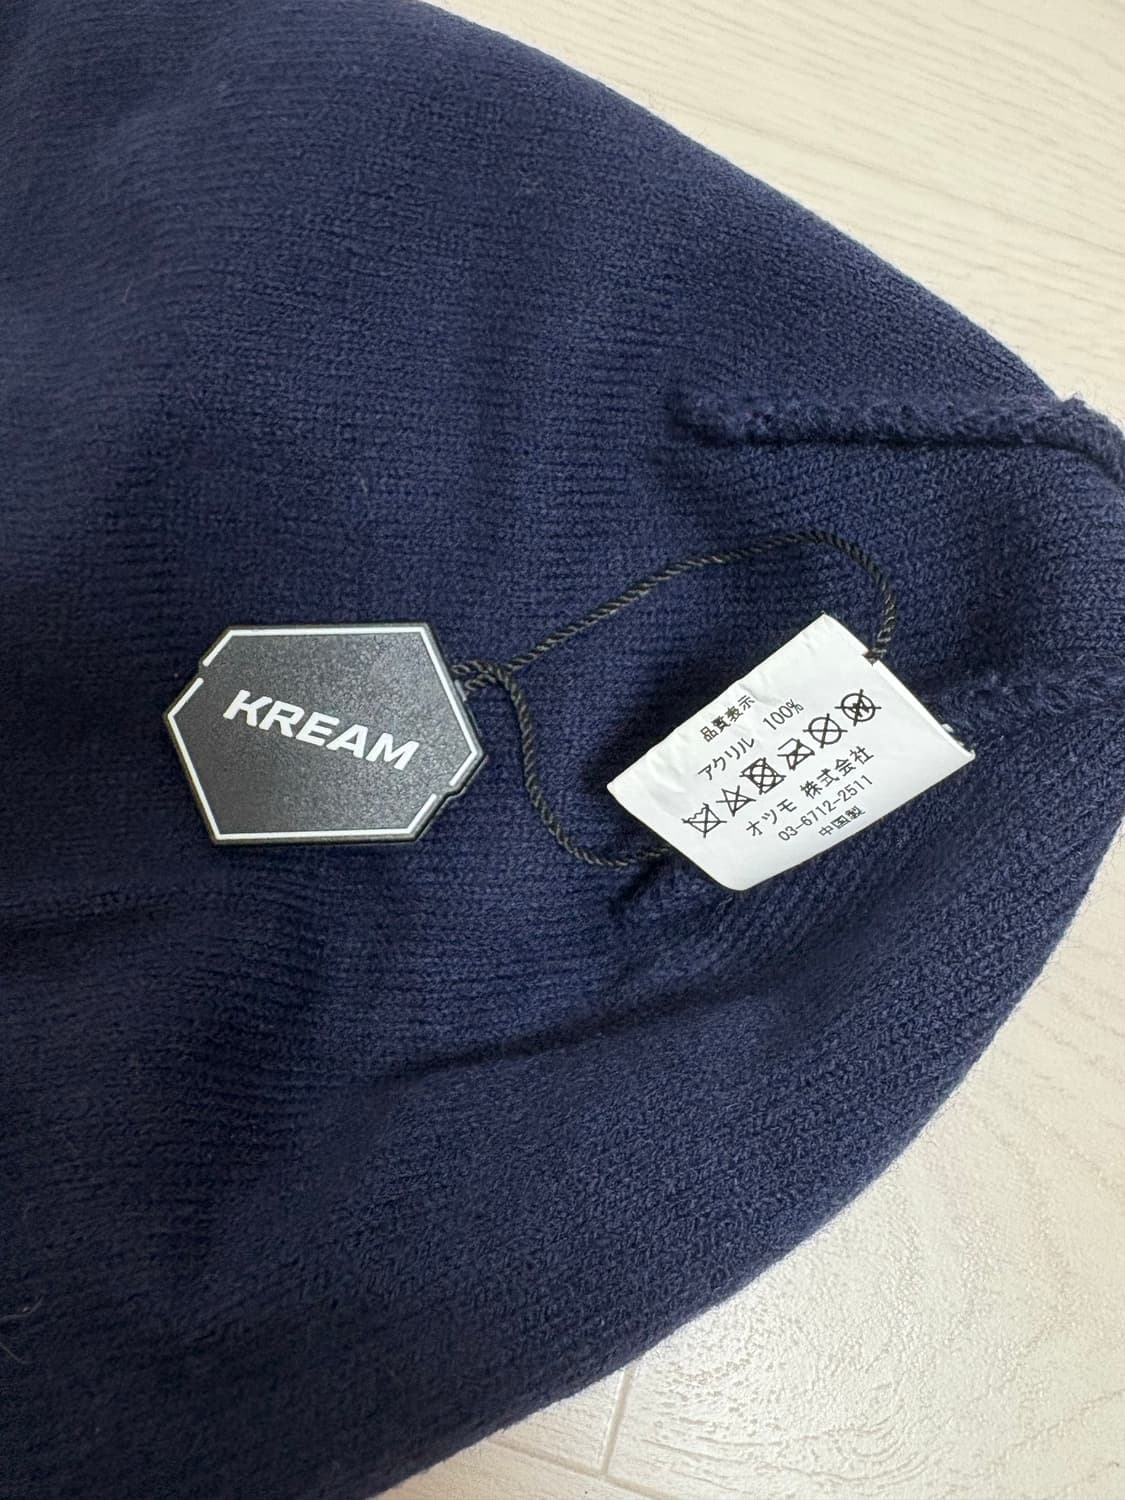 KREAM
品質表示
アクリル 100%
オツモ 株式会社
03-6712-2511
中国製